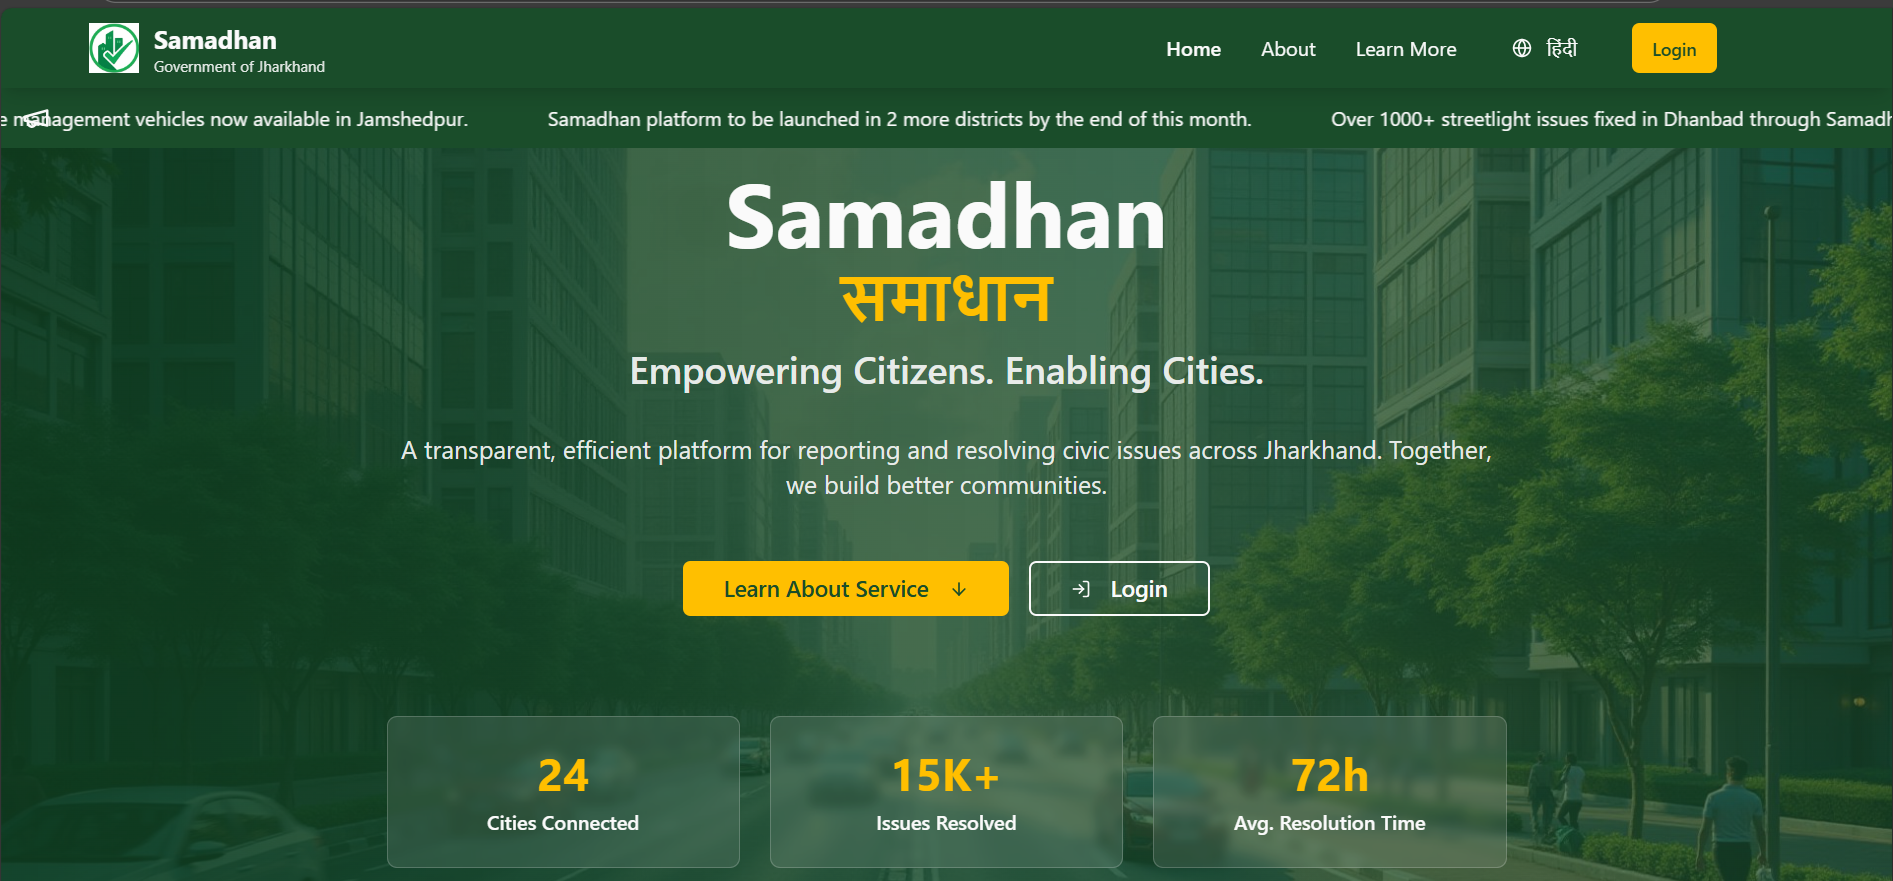 Samadhan
Government of Jharkhand
Home
About
Learn More
हिंदी
Login
management vehicles now available in Jamshedpur.
Samadhan platform to be launched in 2 more districts by the end of this month.
Over 1000+ streetlight issues fixed in Dhanbad through
Samadhan
समाधान
Empowering Citizens. Enabling Cities.
A transparent, efficient platform for reporting and resolving civic issues across Jharkhand. Together,
we build better communities.
Learn About Service
Login
24
Cities Connected
15K+
Issues Resolved
72h
Avg. Resolution Time